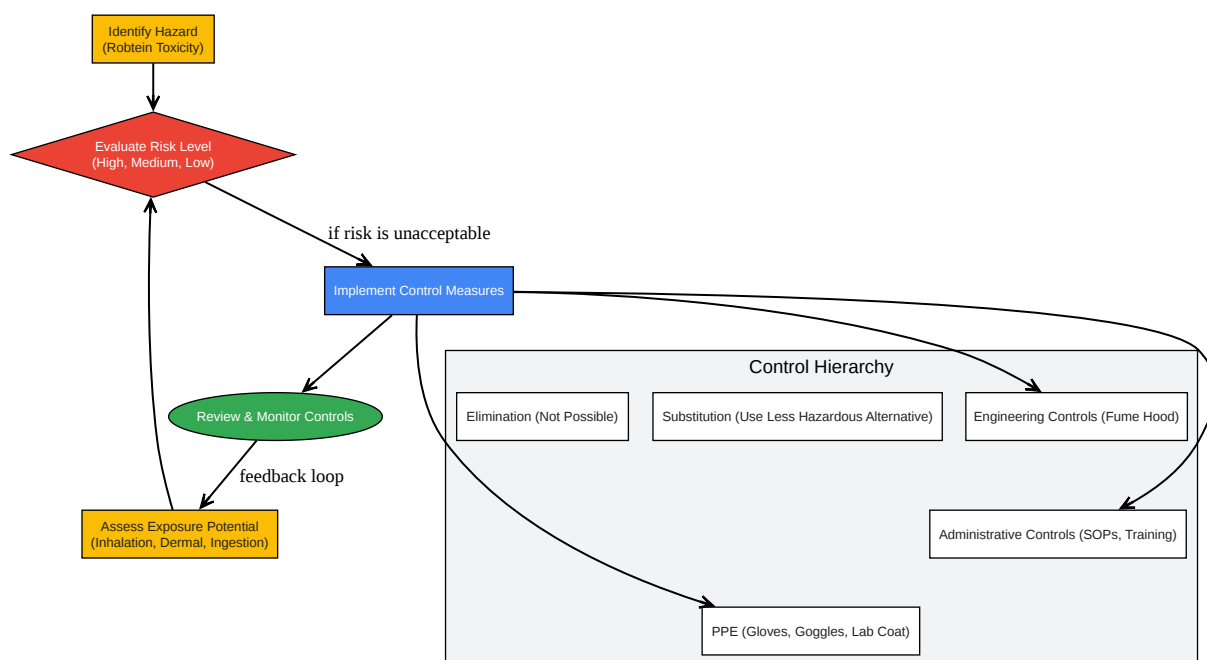 Identify Hazard
(Robtein Toxicity)
Evaluate Risk Level
(High, Medium, Low)
if risk is unacceptable
Implement Control Measures
Control Hierarchy
Elimination (Not Possible)
Substitution (Use Less Hazardous Alternative)
Engineering Controls (Fume Hood)
Review & Monitor Controls
feedback loop
Assess Exposure Potential
(Inhalation, Dermal, Ingestion)
Administrative Controls (SOPs, Training)
PPE (Gloves, Goggles, Lab Coat)